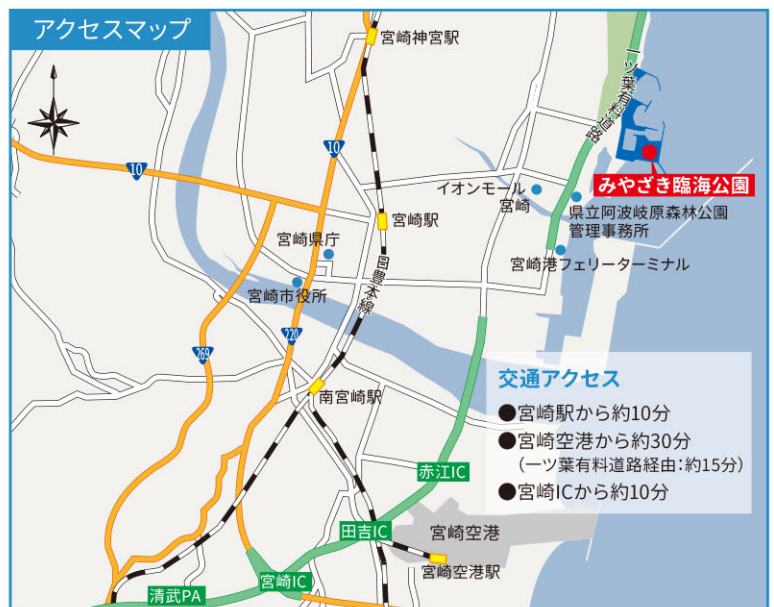 アクセスマップ
宮崎神宮駅
一ツ葉有料道路
10
10
みやざき臨海公園
イオンモール
宮崎
県立阿波岐原森林公園
管理事務所
宮崎駅
宮崎県庁
宮崎港フェリーターミナル
日豊本線
宮崎市役所
220
269
南宮崎駅
交通アクセス
●宮崎駅から約10分
●宮崎空港から約30分
(一ツ葉有料道路経由:約15分)
●宮崎ICから約10分
赤江IC
田吉IC
宮崎空港
宮崎空港駅
宮崎IC
清武PA